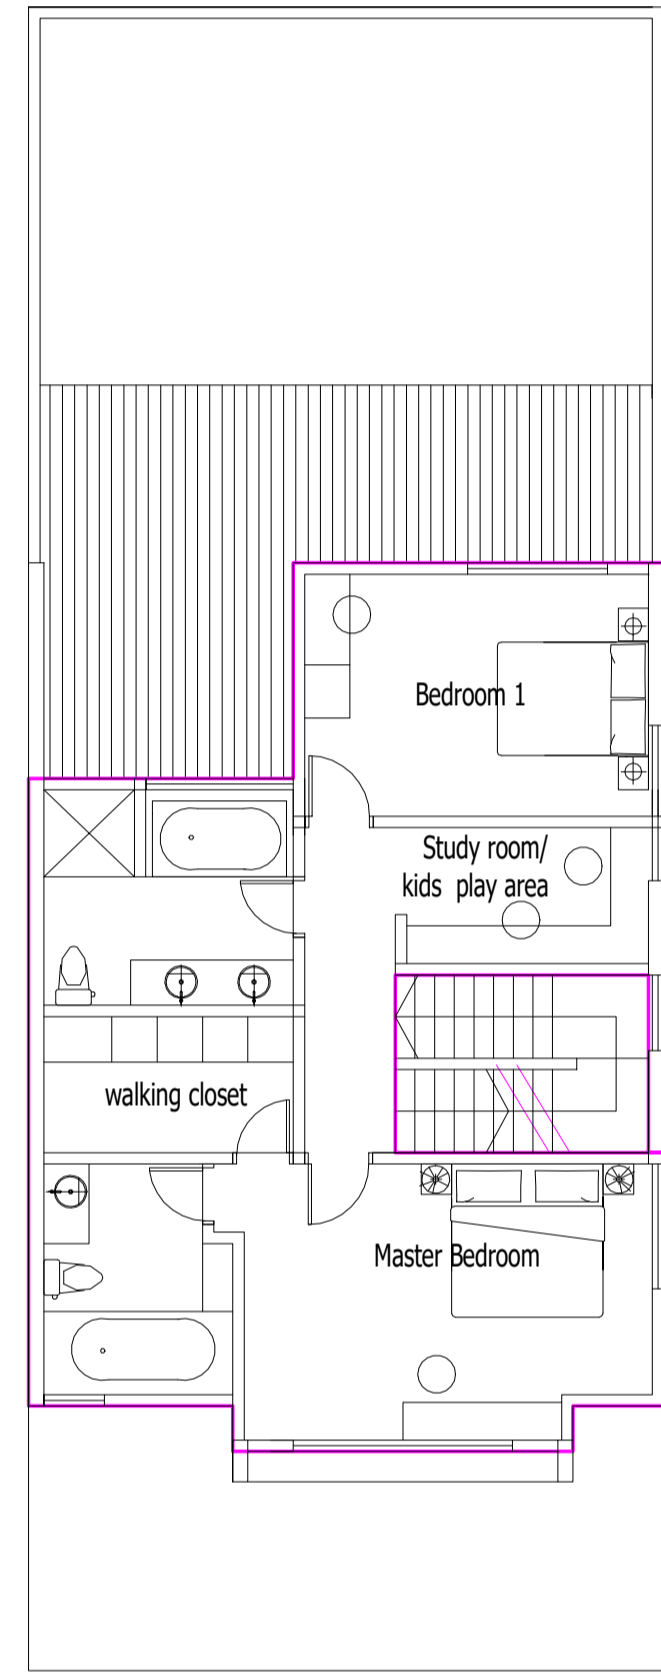 Bedroom 1
Study room/
kids play area
walking closet
Master Bedroom